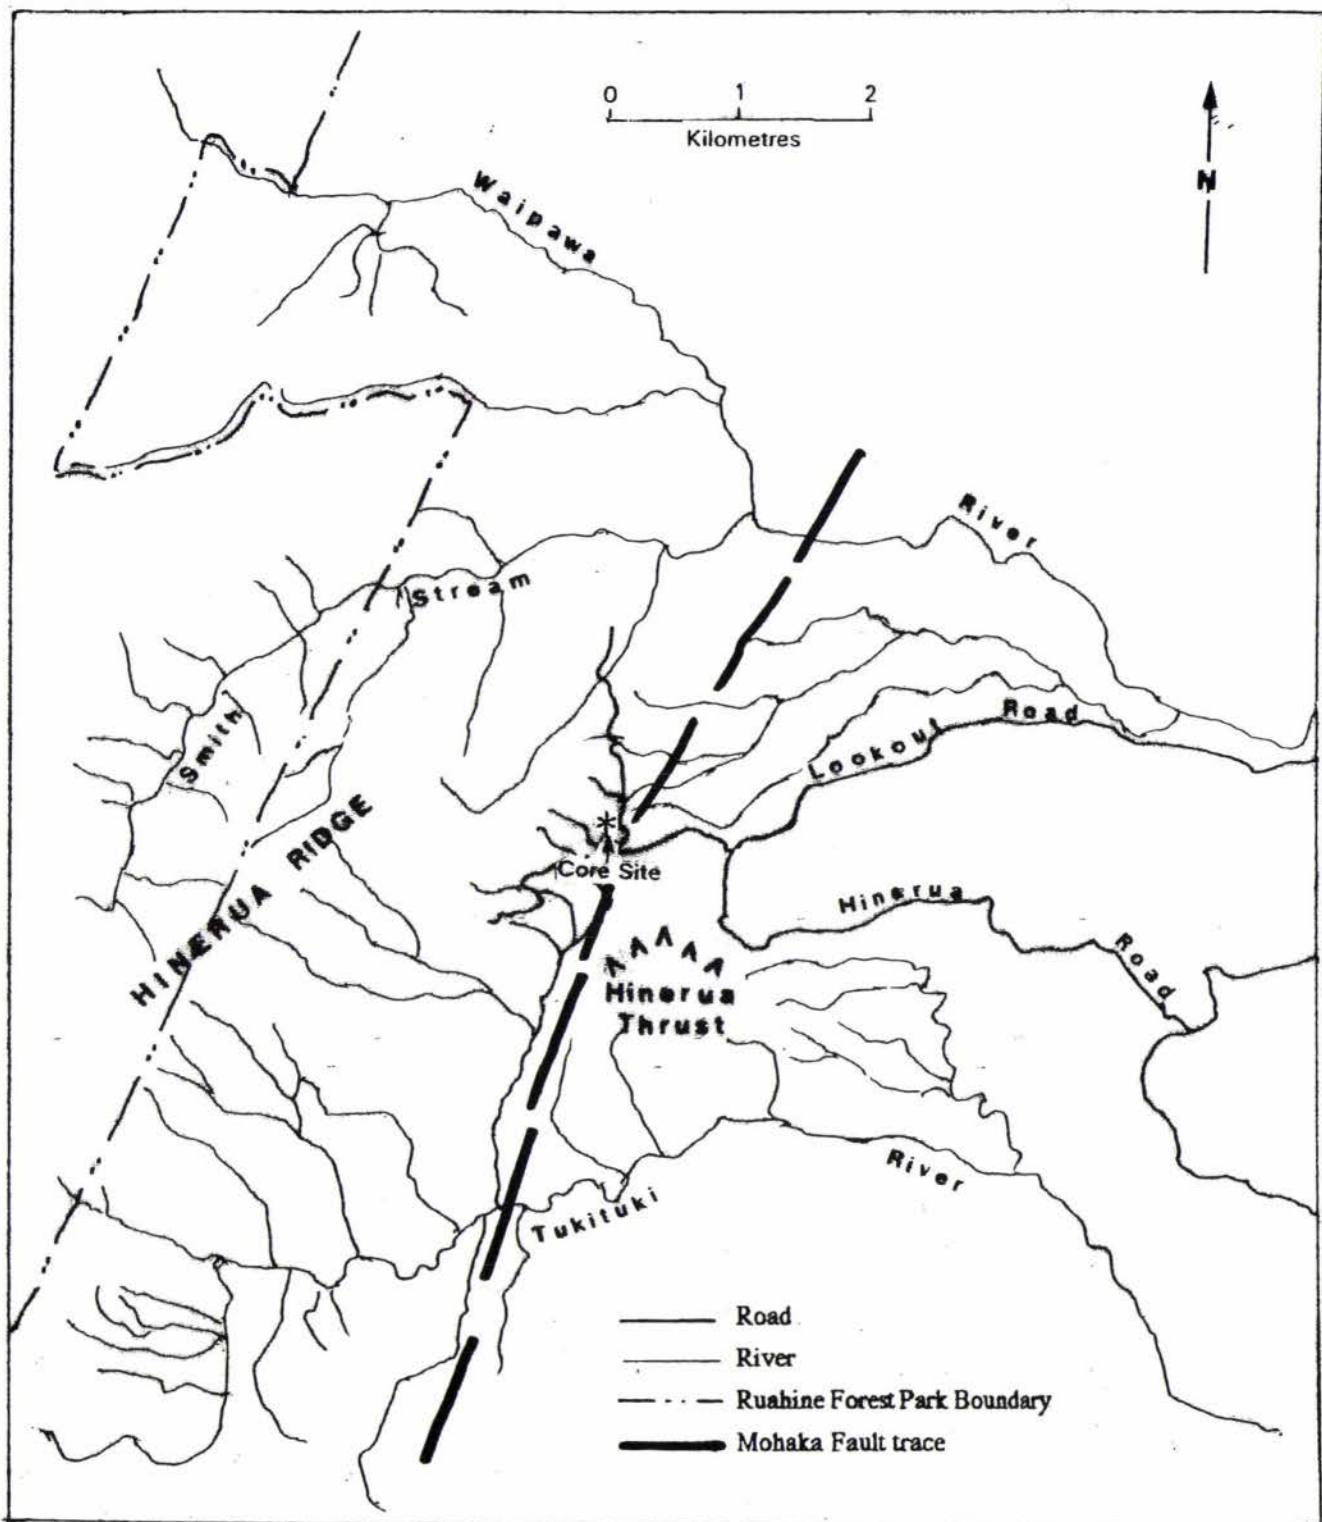 0 1 2
Kilometres
N
Waipawa
River
Stream
Smith
Lookout Road
HINERUA RIDGE
*
Core Site
Hinerua
Road
Hinerua
Thrust
River
Tukituki
Road
River
Ruahine Forest Park Boundary
Mohaka Fault trace